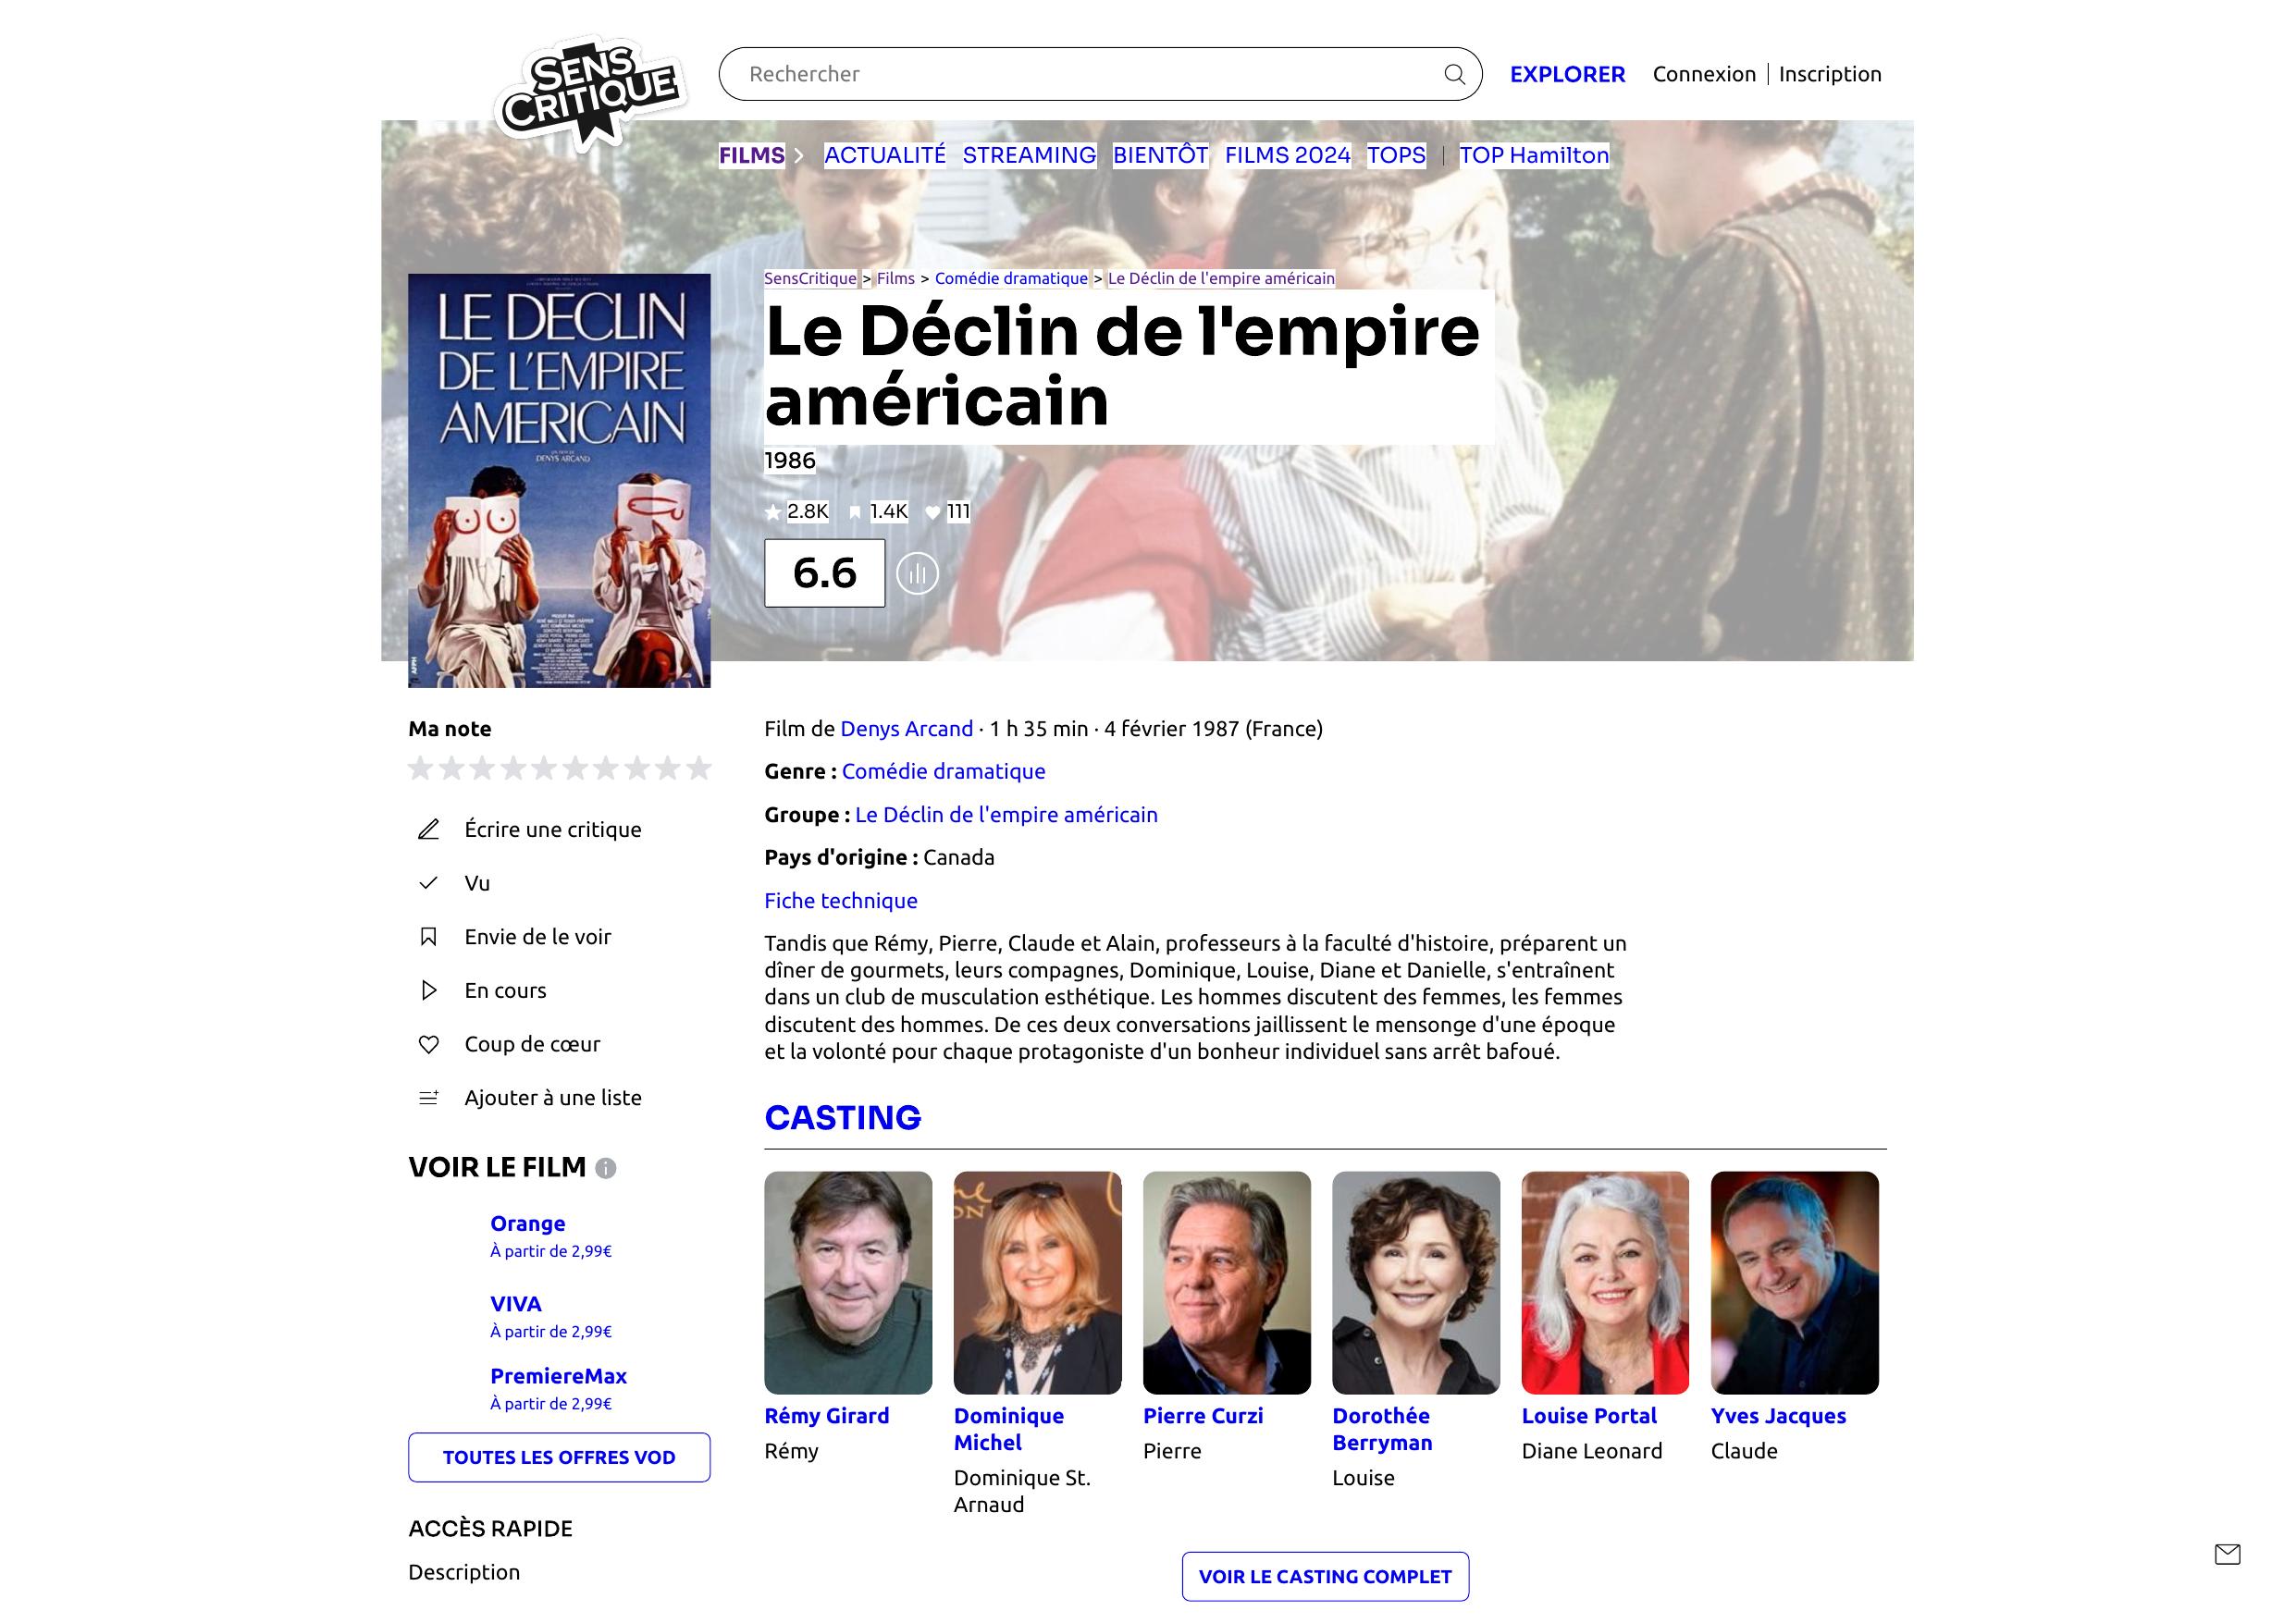 SENS
CRITIQUE
Rechercher
EXPLORER
Connexion | Inscription
FILMS
ACTUALITÉ STREAMING BIENTÔT FILMS 2024 TOPS | TOP Hamilton
SensCritique > Films > Comédie dramatique > Le Déclin de l'empire américain
Le Déclin de l'empire
américain
1986
2.8K 1.4K 111
6.6
LE DECLIN
DE L'EMPIRE
AMERICAIN
UN FILM DE
DENYS ARCAND
Ma note
Écrire une critique
Vu
Envie de le voir
En cours
Coup de cœur
Ajouter à une liste
VOIR LE FILM
Orange
À partir de 2,99€
VIVA
À partir de 2,99€
PremiereMax
À partir de 2,99€
TOUTES LES OFFRES VOD
ACCÈS RAPIDE
Description
Film de Denys Arcand · 1 h 35 min · 4 février 1987 (France)
Genre : Comédie dramatique
Groupe : Le Déclin de l'empire américain
Pays d'origine : Canada
Fiche technique
Tandis que Rémy, Pierre, Claude et Alain, professeurs à la faculté d'histoire, préparent un
dîner de gourmets, leurs compagnes, Dominique, Louise, Diane et Danielle, s'entraînent
dans un club de musculation esthétique. Les hommes discutent des femmes, les femmes
discutent des hommes. De ces deux conversations jaillissent le mensonge d'une époque
et la volonté pour chaque protagoniste d'un bonheur individuel sans arrêt bafoué.
CASTING
Rémy Girard
Rémy
Dominique
Michel
Dominique St.
Arnaud
Pierre Curzi
Pierre
Dorothée
Berryman
Louise
Louise Portal
Diane Leonard
Yves Jacques
Claude
VOIR LE CASTING COMPLET